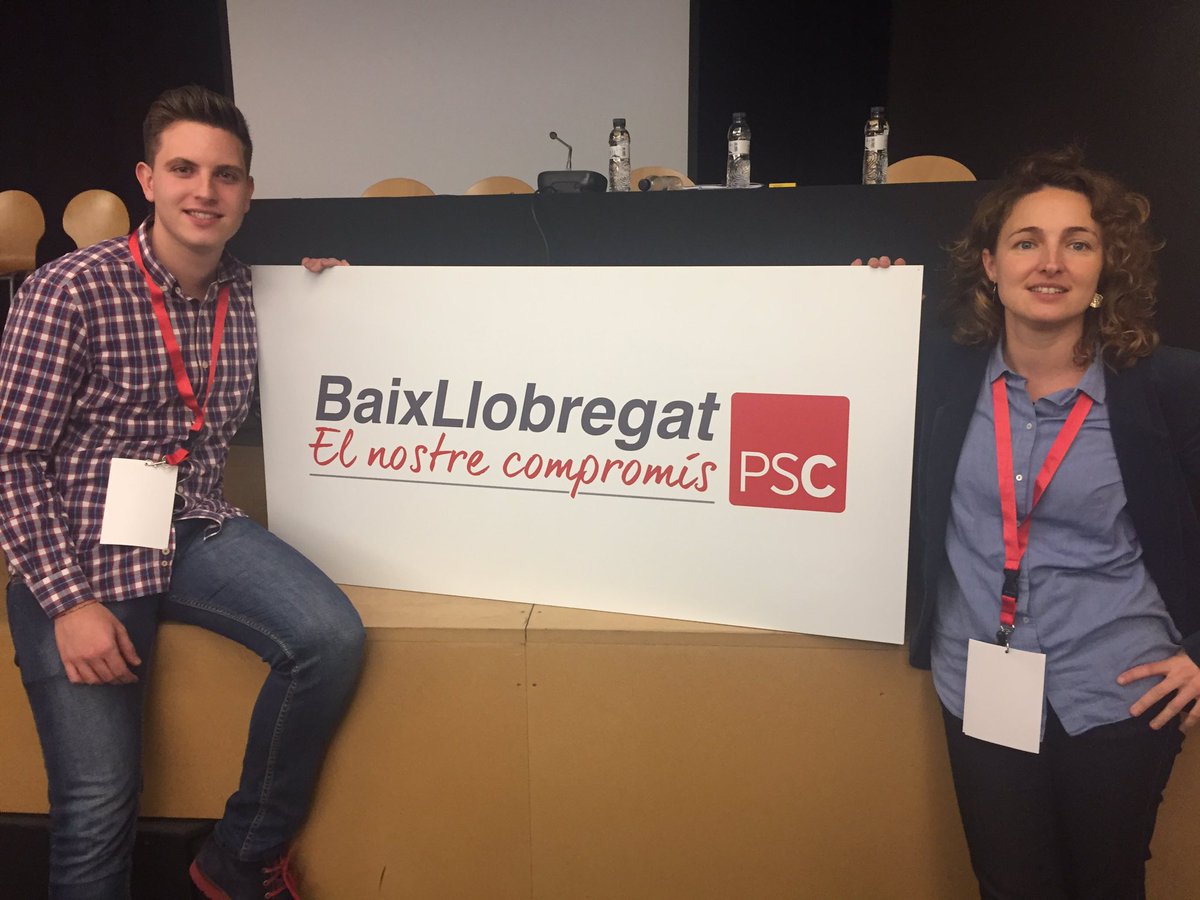 BaixLlobregat
El nostre compromís
PSC